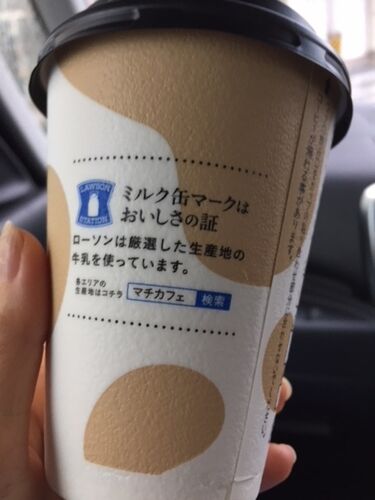 LAWSON
STATION
ミルク缶マークは
おいしさの証
ローソンは厳選した生産地の
牛乳を使っています。
各エリアの
生産地はコチラ
マチカフェ 検索